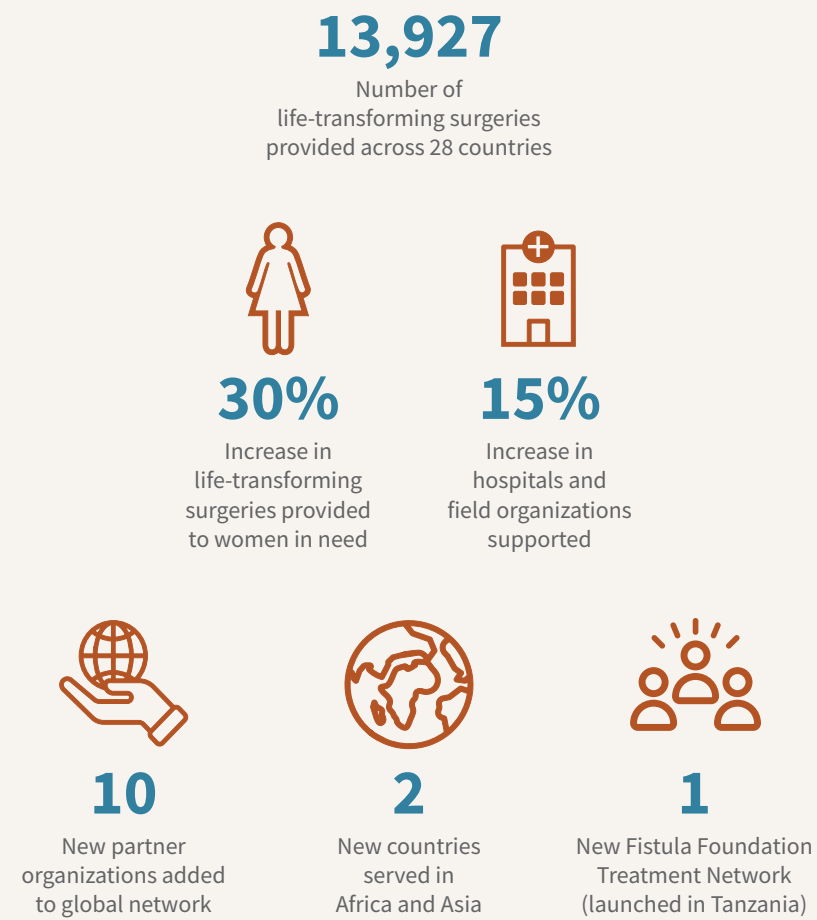 13,927
Number of
life-transforming surgeries
provided across 28 countries
30%
Increase in
life-transforming
surgeries provided
to women in need
15%
Increase in
hospitals and
field organizations
supported
10
New partner
organizations added
to global network
2
New countries
served in
Africa and Asia
1
New Fistula Foundation
Treatment Network
(launched in Tanzania)